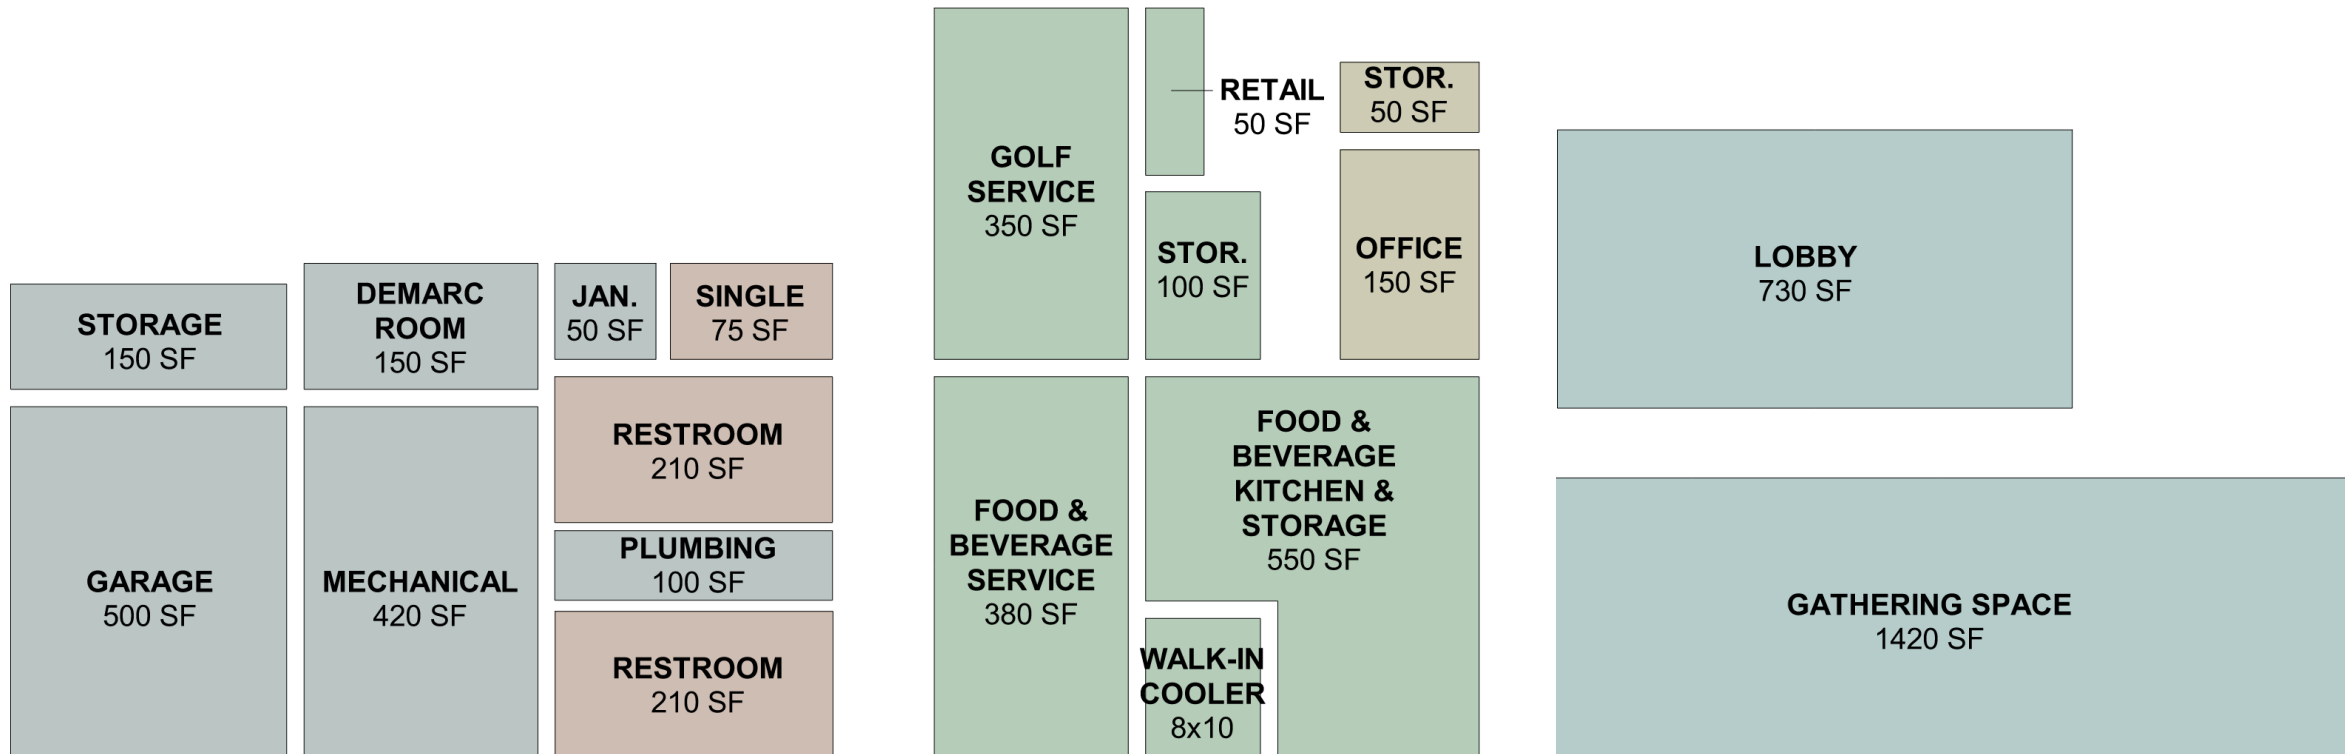 STORAGE
150 SF
DEMARC
ROOM
150 SF
JAN.
50 SF
SINGLE
75 SF
GARAGE
500 SF
MECHANICAL
420 SF
RESTROOM
210 SF
PLUMBING
100 SF
RESTROOM
210 SF
GOLF
SERVICE
350 SF
RETAIL
50 SF
STOR.
50 SF
STOR.
100 SF
OFFICE
150 SF
FOOD &
BEVERAGE
SERVICE
380 SF
FOOD &
BEVERAGE
KITCHEN &
STORAGE
550 SF
WALK-IN
COOLER
8x10
LOBBY
730 SF
GATHERING SPACE
1420 SF